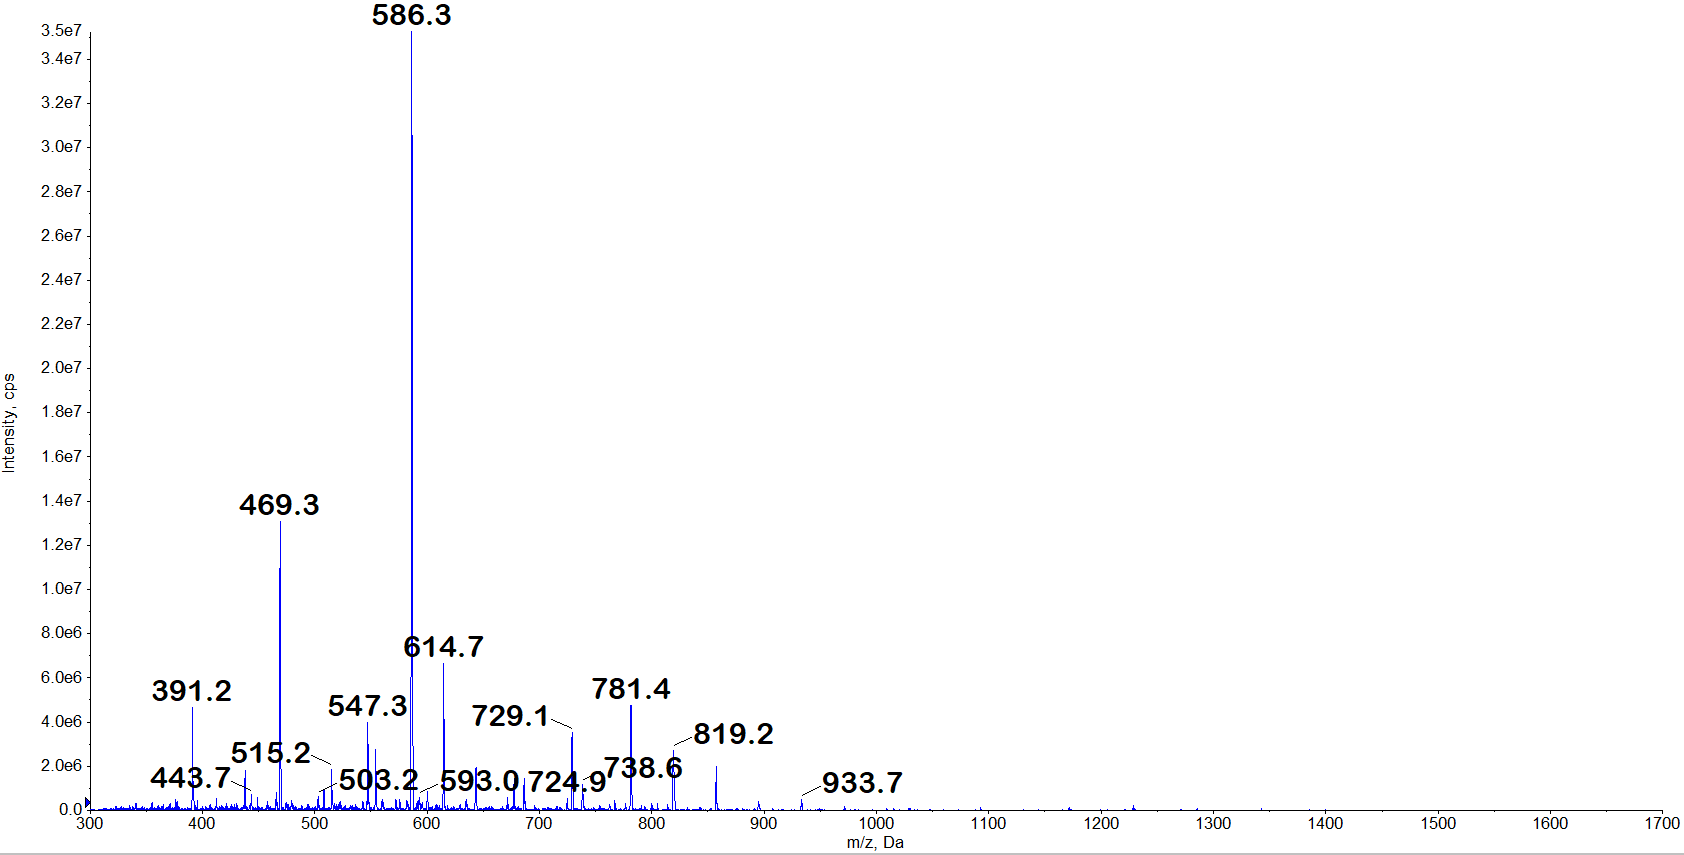 586.3
3.5e7
3.4e7
3.2e7
3.0e7
2.8e7
2.6e7
2.4e7
2.2e7
2.0e7
1.8e7
1.6e7
469.3
1.4e7
1.2e7
1.0e7
8.0e6
614.7
6.0e6
391.2
781.4
547.3
729.1
4.0e6
819.2
515.2
2.0e6
443.7
503.2
593.0
724.9
738.6
933.7
0.0
Intensity, cps
300 400 500 600 700 800 900 1000 1100 1200 1300 1400 1500 1600 1700
m/z, Da